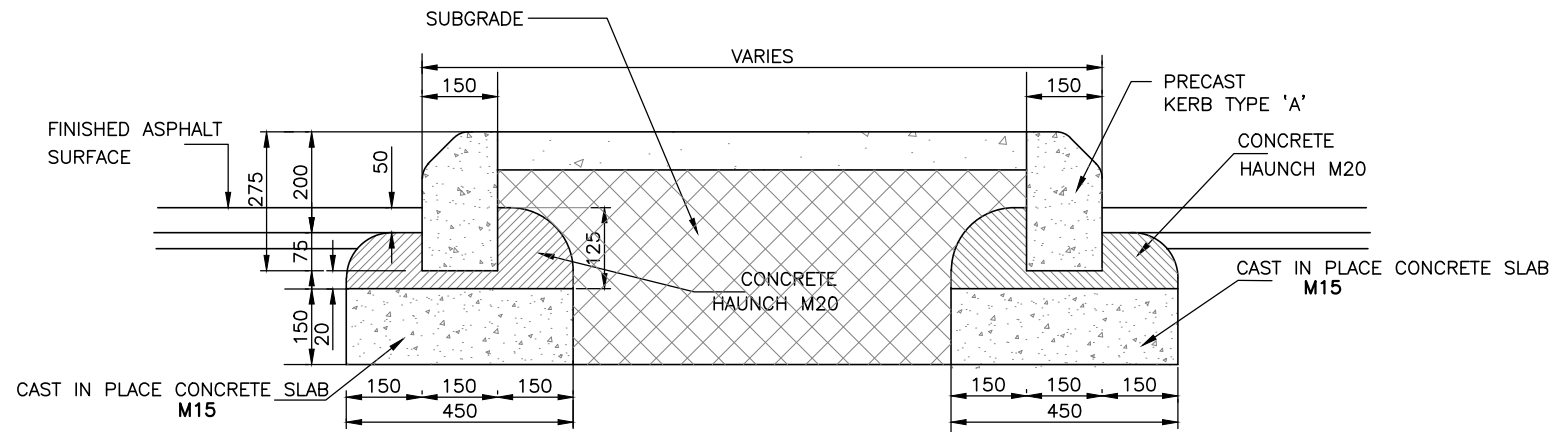 SUBGRADE
VARIES
150
150
PRECAST
KERB TYPE 'A'
FINISHED ASPHALT
SURFACE
CONCRETE
HAUNCH M20
275
200
50
75
125
CONCRETE
HAUNCH M20
CAST IN PLACE CONCRETE SLAB
M15
150
20
CAST IN PLACE CONCRETE SLAB
M15
150
150
150
450
150
150
150
450